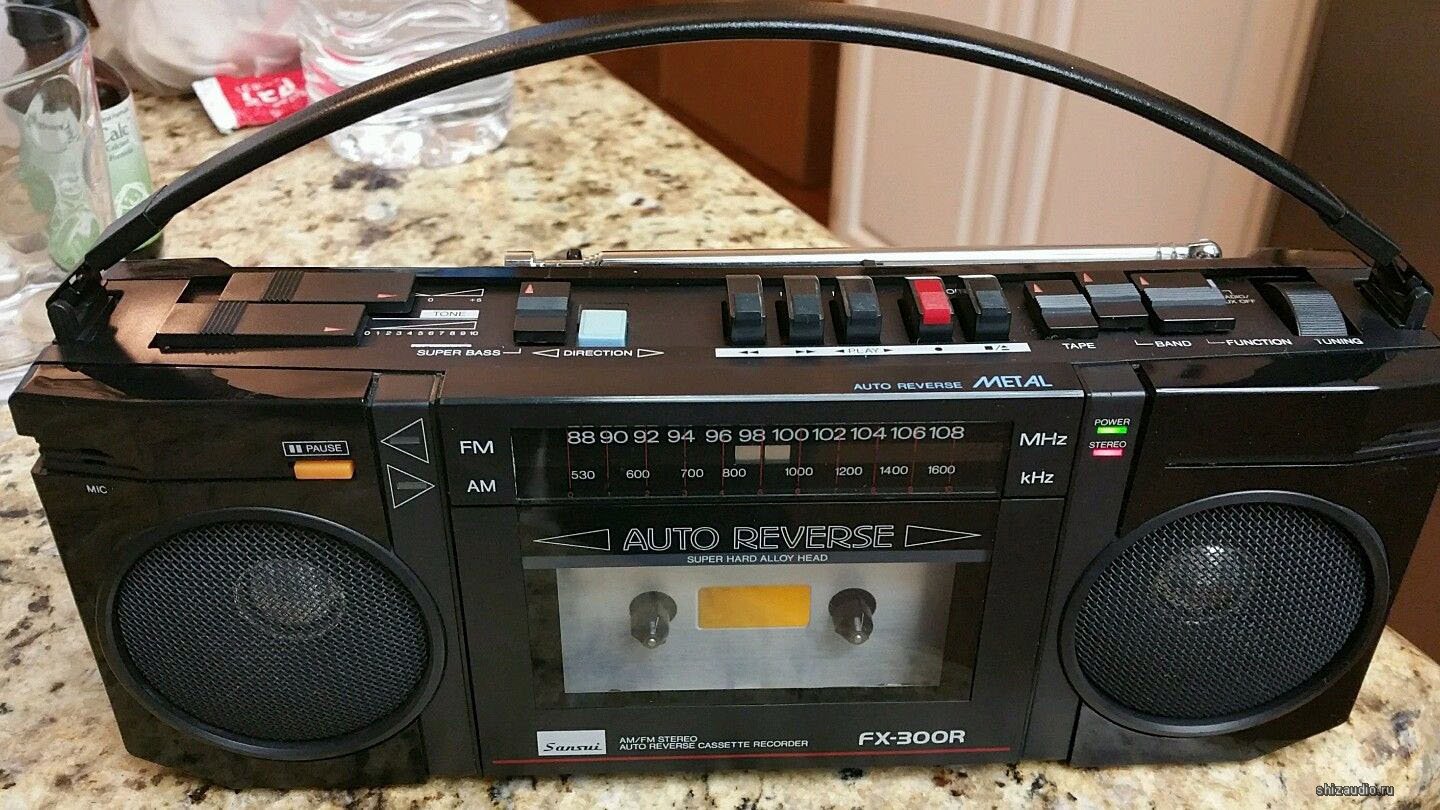 Calc
0 +5
TONE
0 1 2 3 4 5 6 7 8 9 10
SUPER BASS
DIRECTION
PLAY
TAPE
BAND
FUNCTION
TUNING
AUTO REVERSE METAL
PAUSE
MIC
FM 88 90 92 94 96 98 100 102 104 106 108 MHz
AM 530 600 700 800 1000 1200 1400 1600 kHz
POWER
STEREO
AUTO REVERSE
SUPER HARD ALLOY HEAD
Sansui
AM/FM STEREO
AUTO REVERSE CASSETTE RECORDER
FX-300R
shizaudio.ru